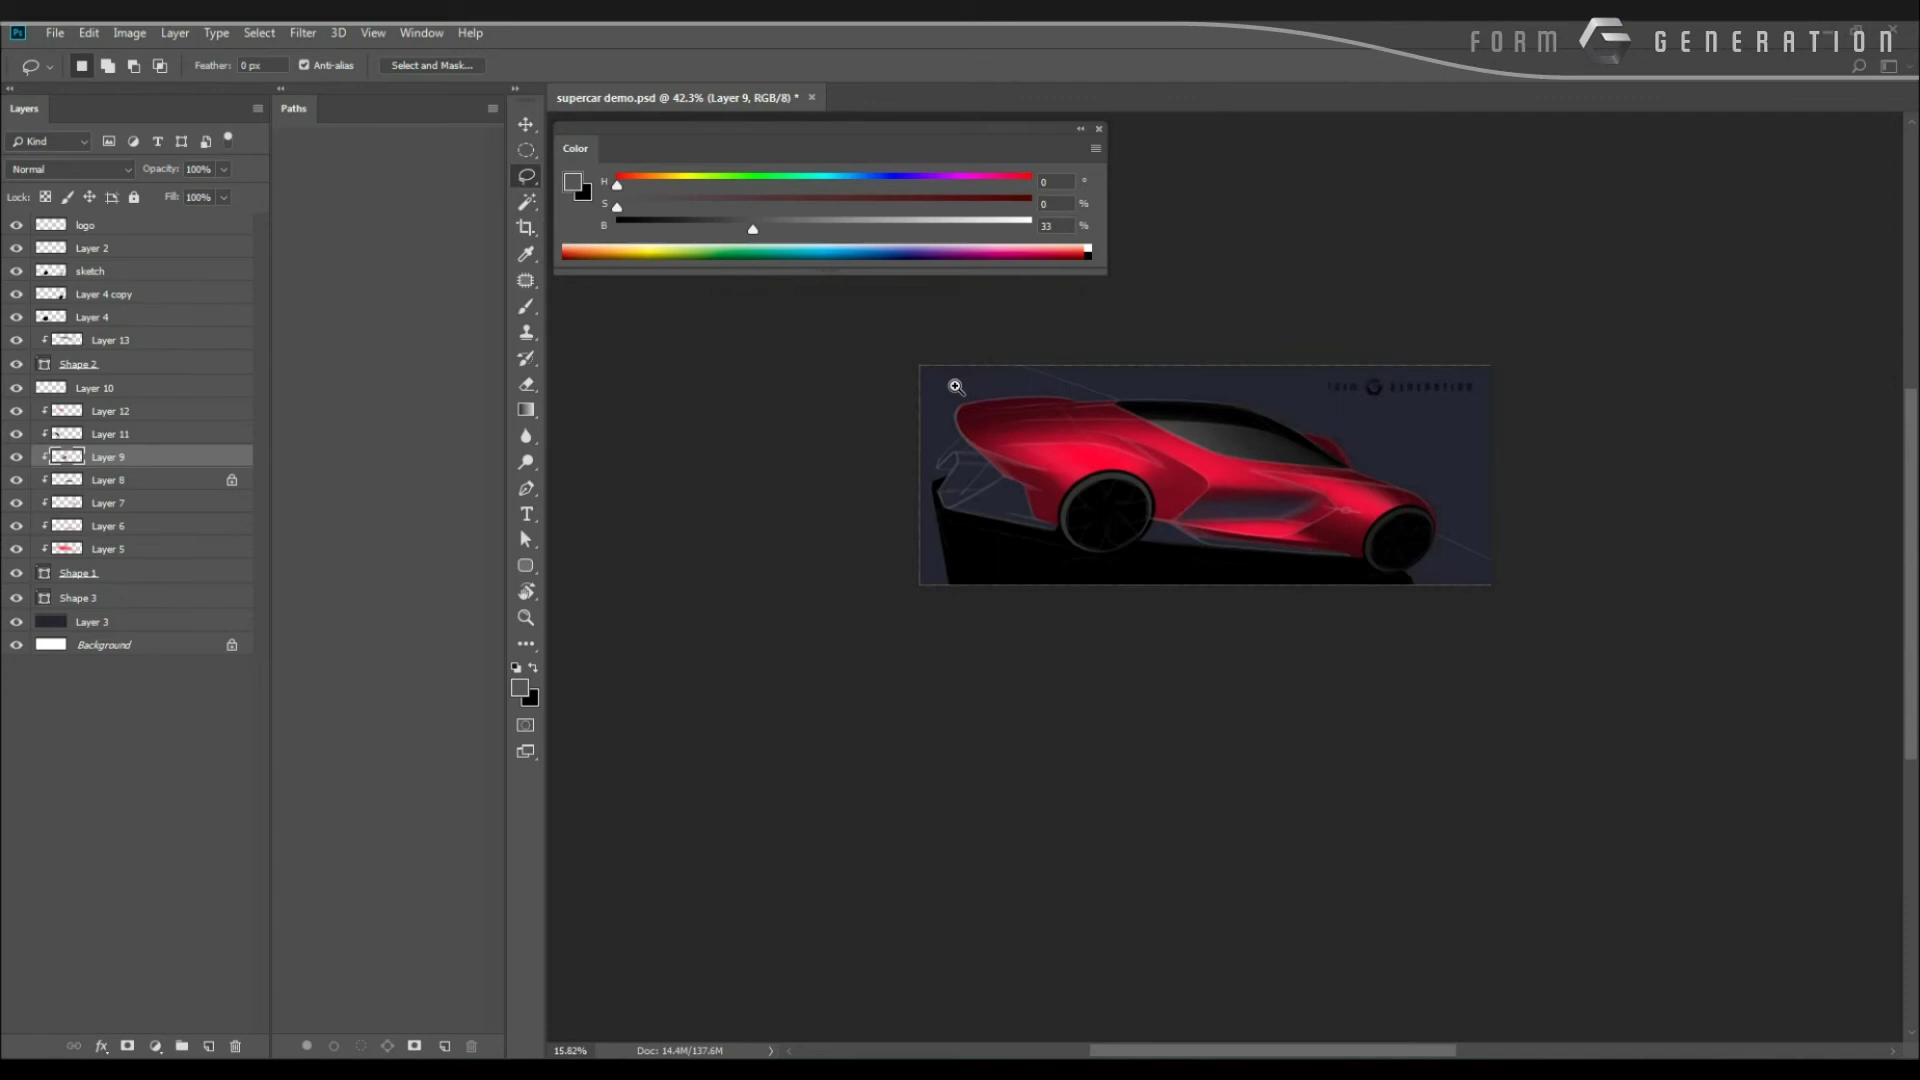 File Edit Image Layer Type Select Filter 3D View Window Help
FORM GENERATION
Feather: 0 px Anti-alias Select and Mask...
Layers
Paths
supercar demo.psd @ 42.3% (Layer 9, RGB/8) *
Kind
Normal Opacity: 100%
Lock: Fill: 100%
logo
Layer 2
sketch
Layer 4 copy
Layer 4
Layer 13
Shape 2
Layer 10
Layer 12
Layer 11
Layer 9
Layer 8
Layer 7
Layer 6
Layer 5
Shape 1
Shape 3
Layer 3
Background
Color
H 0 °
S 0 %
B 33 %
FORM GENERATION
15.82% Doc: 14.4M/137.6M